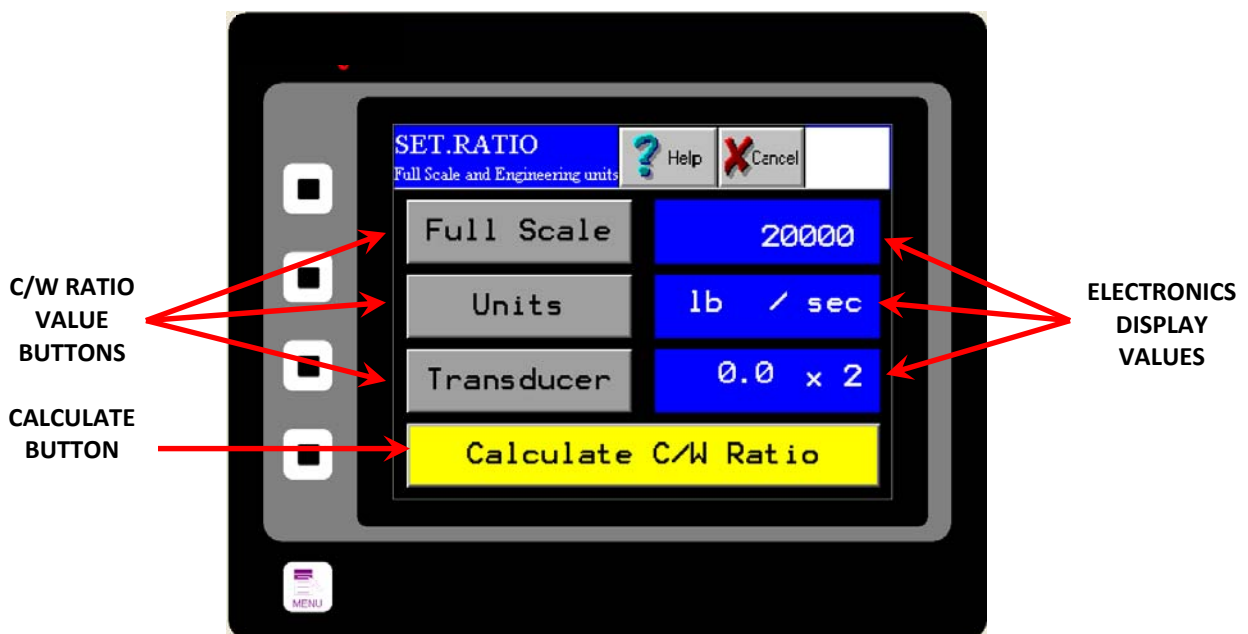 SET.RATIO
Full Scale and Engineering units
? Help
Cancel
Full Scale
20000
C/W RATIO
VALUE
BUTTONS
Units
lb / sec
ELECTRONICS
DISPLAY
VALUES
Transducer
0.0 x 2
CALCULATE
BUTTON
Calculate C/W Ratio
MENU